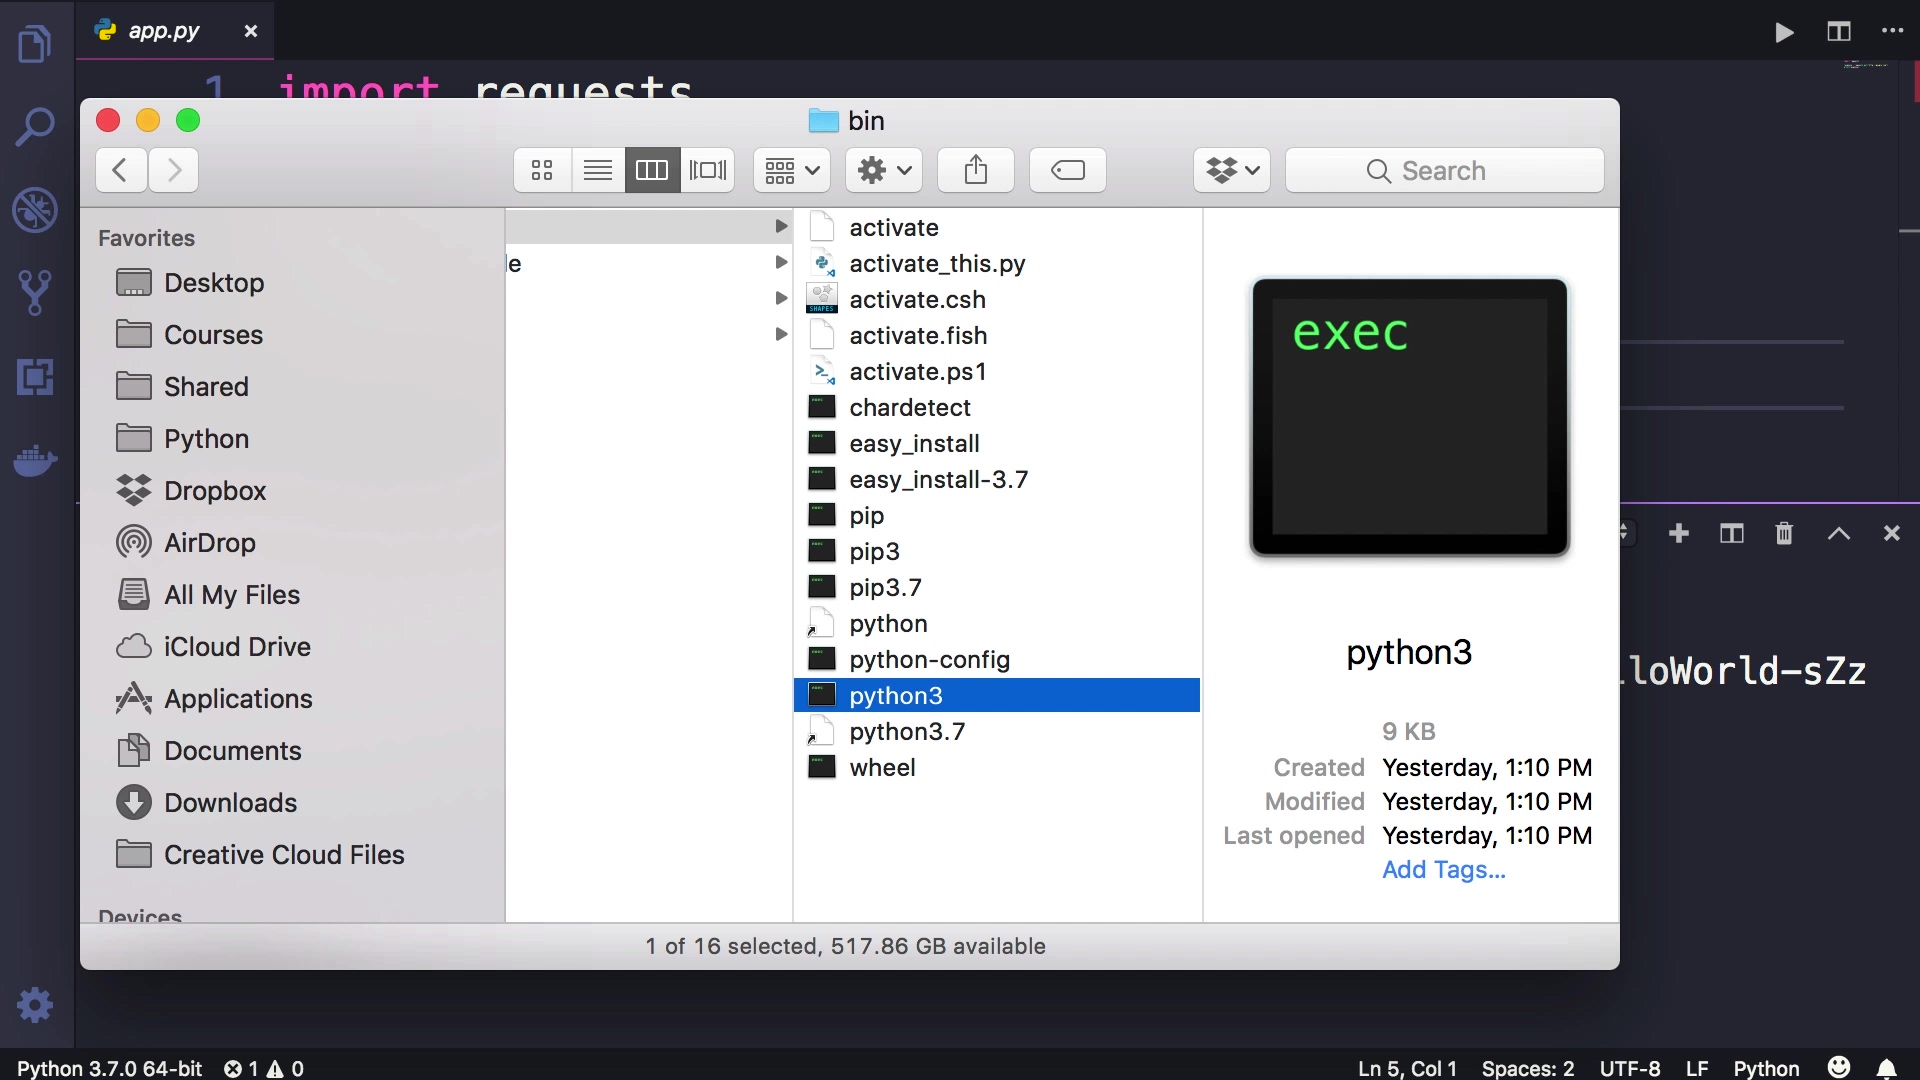 app.py
1 import requests
bin
Search
Favorites
Desktop
Courses
Shared
Python
Dropbox
AirDrop
All My Files
iCloud Drive
Applications
Documents
Downloads
Creative Cloud Files
Devices
le
activate
activate_this.py
activate.csh
activate.fish
activate.ps1
chardetect
easy_install
easy_install-3.7
pip
pip3
pip3.7
python
python-config
python3
python3.7
wheel
exec
python3
9 KB
Created Yesterday, 1:10 PM
Modified Yesterday, 1:10 PM
Last opened Yesterday, 1:10 PM
Add Tags...
loWorld-sZz
1 of 16 selected, 517.86 GB available
Python 3.7.0 64-bit 1 0 Ln 5, Col 1 Spaces: 2 UTF-8 LF Python